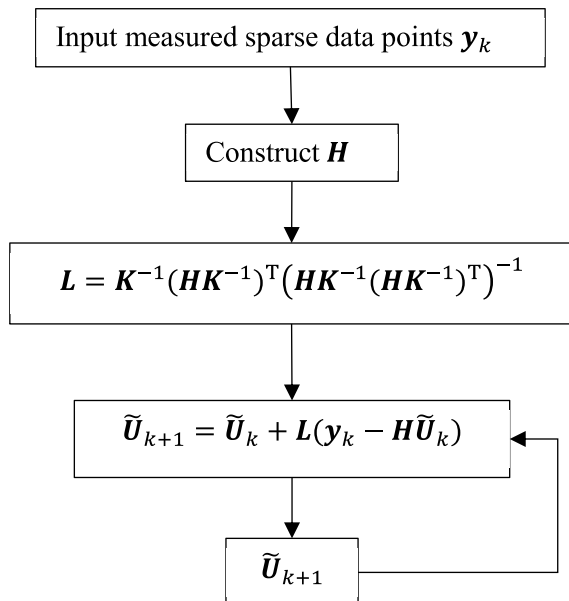 Input measured sparse data points 𝒚ₖ
Construct 𝑯
𝑳 = 𝑲⁻¹(𝑯𝑲⁻¹)ᵀ(𝑯𝑲⁻¹(𝑯𝑲⁻¹)ᵀ)⁻¹
𝑼̃ₖ₊₁ = 𝑼̃ₖ + 𝑳(𝒚ₖ − 𝑯𝑼̃ₖ)
𝑼̃ₖ₊₁